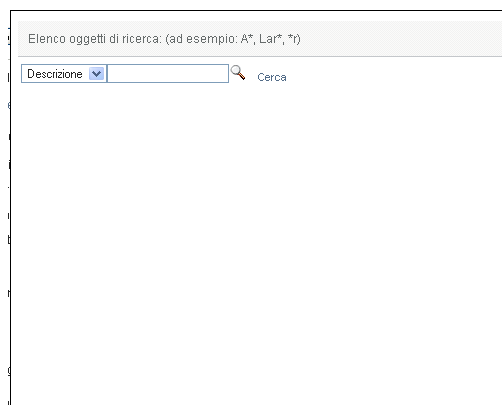 Elenco oggetti di ricerca: (ad esempio: A*, Lar*, *r)
Descrizione
Cerca